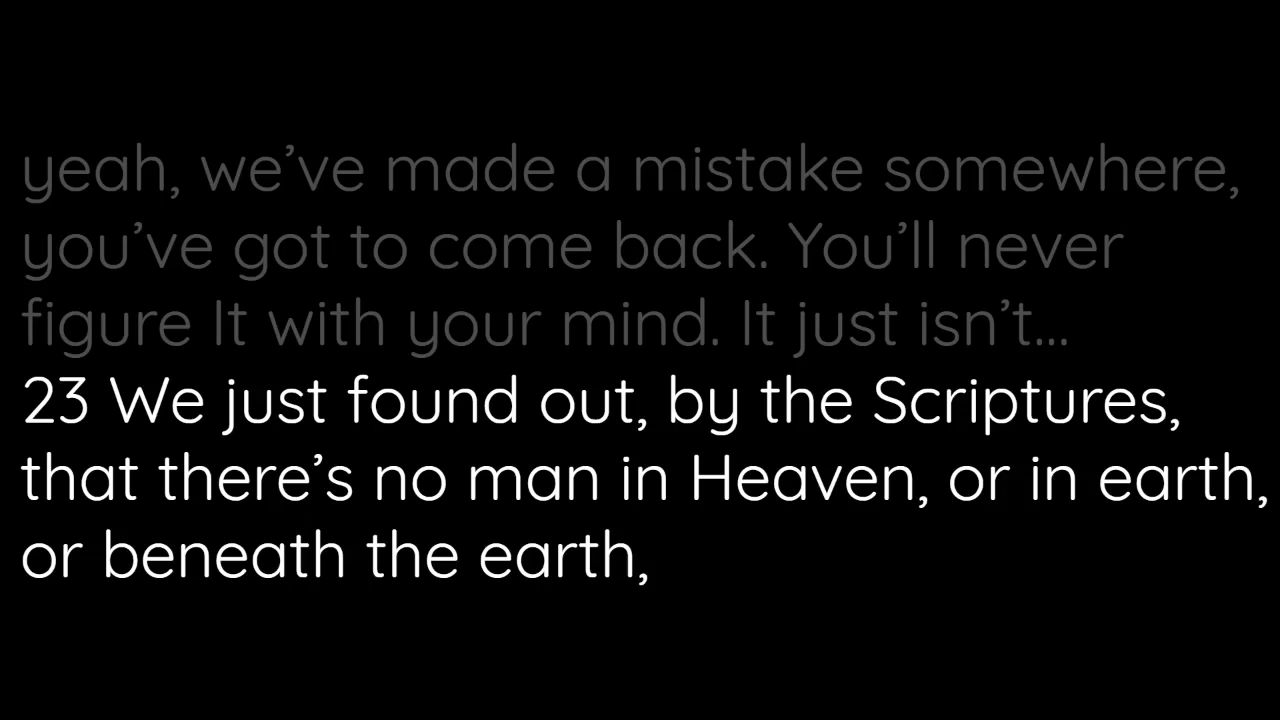 yeah, we’ve made a mistake somewhere,
you’ve got to come back. You’ll never
figure It with your mind. It just isn’t...
23 We just found out, by the Scriptures,
that there’s no man in Heaven, or in earth,
or beneath the earth,